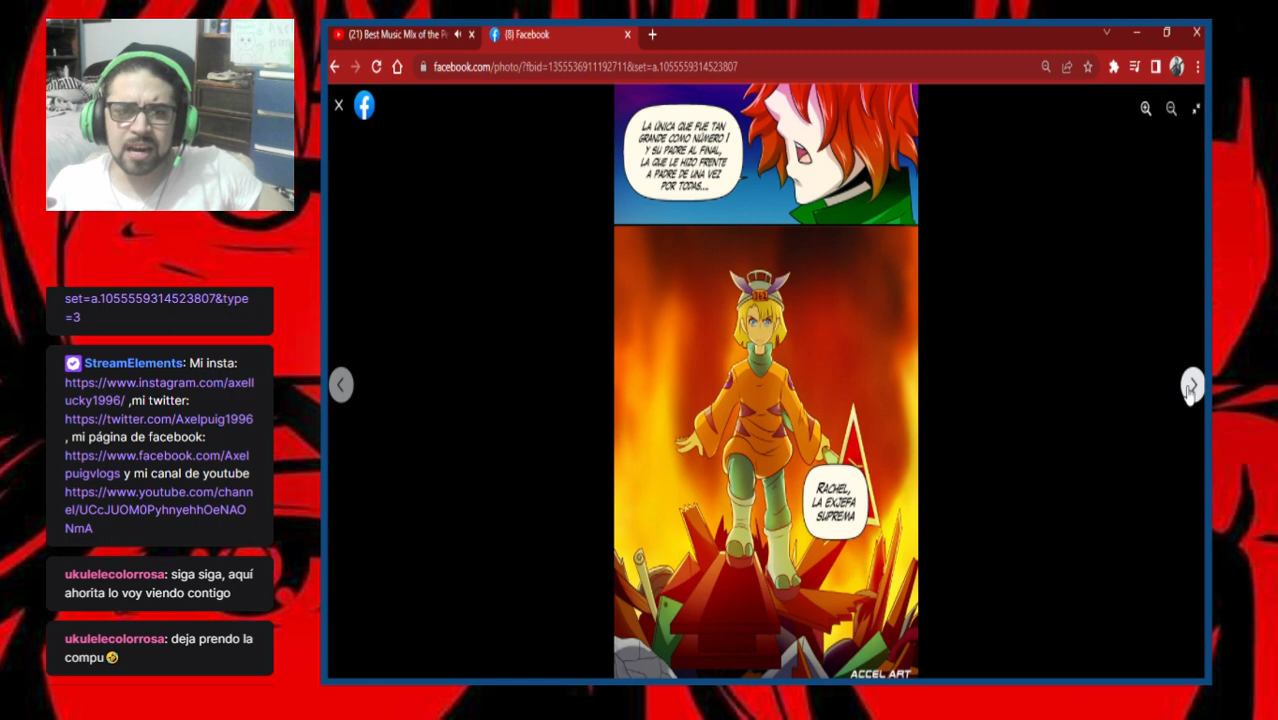 (21) Best Music Mix of the Po
(8) Facebook
facebook.com/photo/?fbid=1355536911192711&set=a.1055559314523807
LA ÚNICA QUE FUE TAN
GRANDE COMO NÚMERO 1
Y SU PADRE AL FINAL,
LA QUE LE HIZO FRENTE
A PADRE DE UNA VEZ
POR TODAS...
RACHEL,
LA EXJEFA
SUPREMA
ACCEL ART
set=a.1055559314523807&type
=3
StreamElements: Mi insta:
https://www.instagram.com/axell
ucky1996/ ,mi twitter:
https://twitter.com/Axelpuig1996
, mi página de facebook:
https://www.facebook.com/Axel
puigvlogs y mi canal de youtube
https://www.youtube.com/chann
el/UCcJUOM0PyhnyehhOeNAO
NmA
ukulelecolorrosa: siga siga, aquí
ahorita lo voy viendo contigo
ukulelecolorrosa: deja prendo la
compu🤣